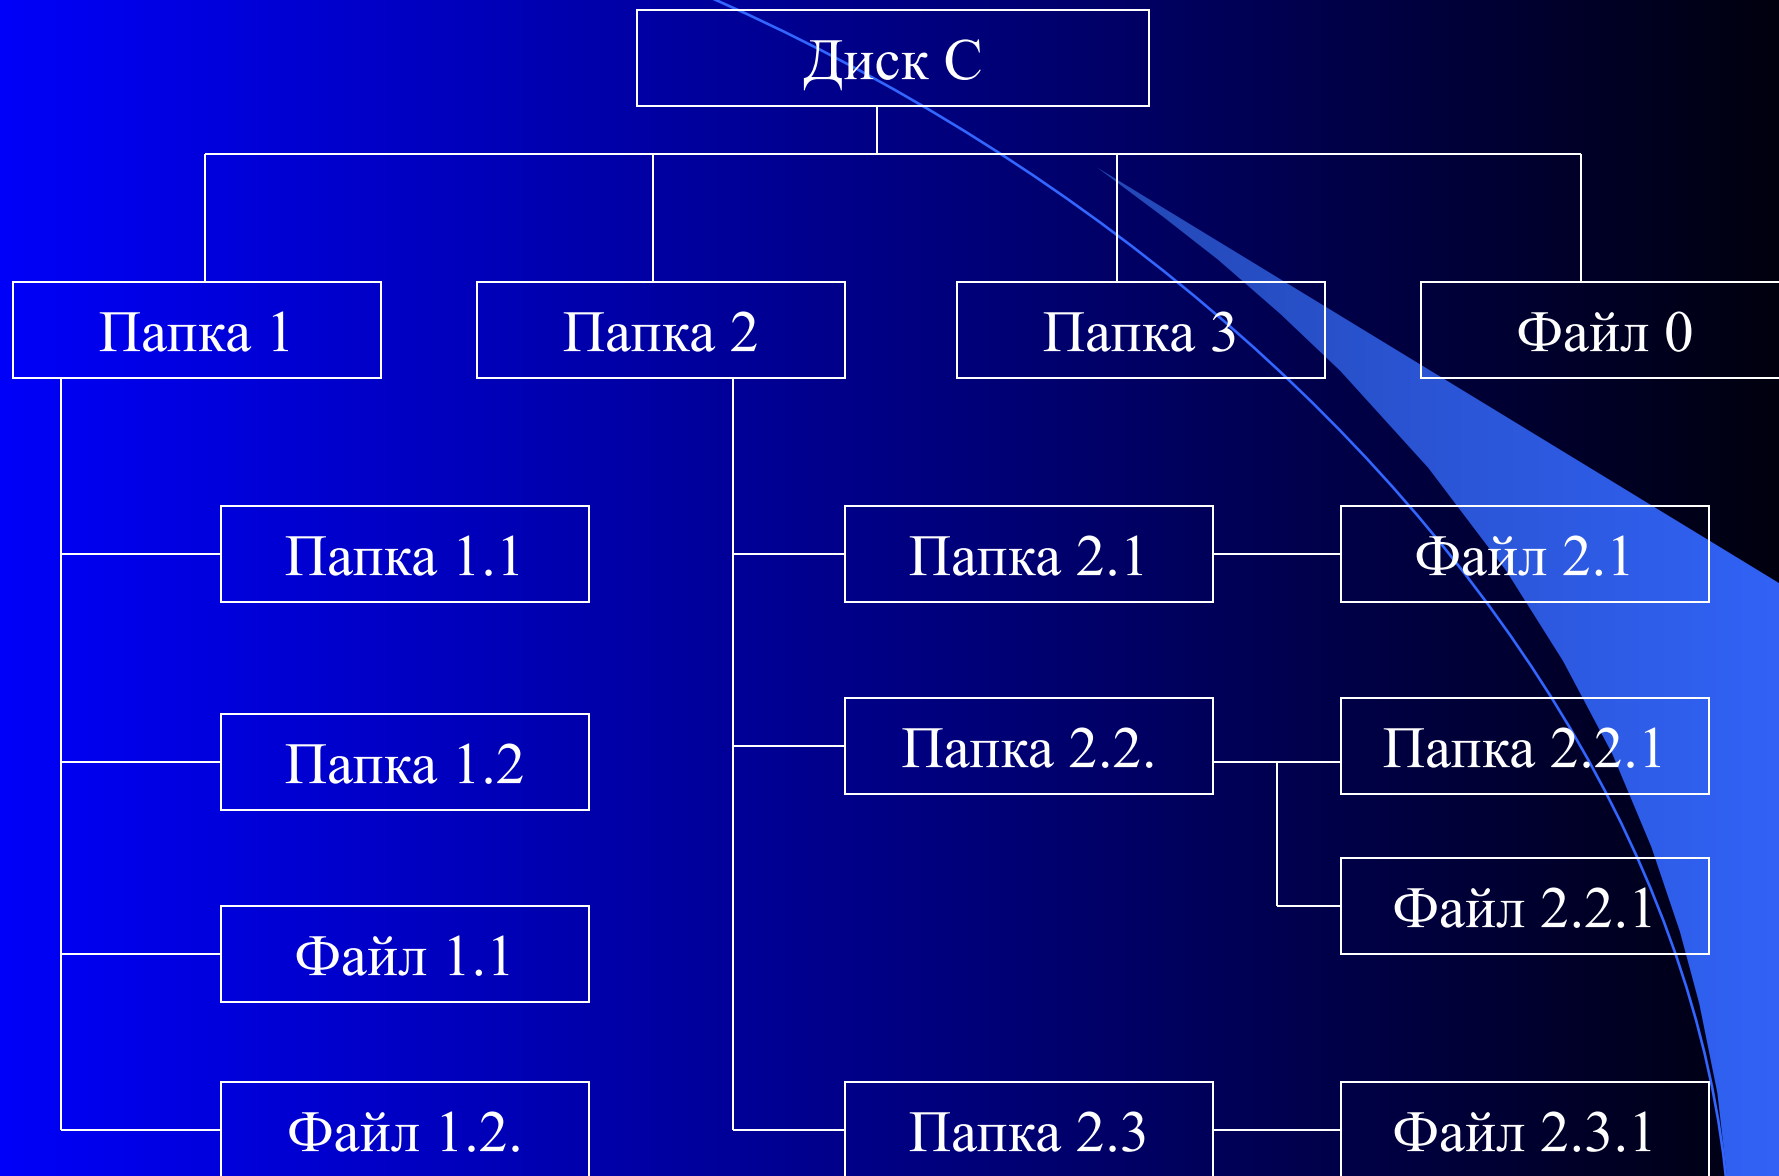 Диск С
Папка 1
Папка 2
Папка 3
Файл 0
Папка 1.1
Папка 2.1
Файл 2.1
Папка 1.2
Папка 2.2.
Папка 2.2.1
Файл 1.1
Файл 2.2.1
Файл 1.2.
Папка 2.3
Файл 2.3.1